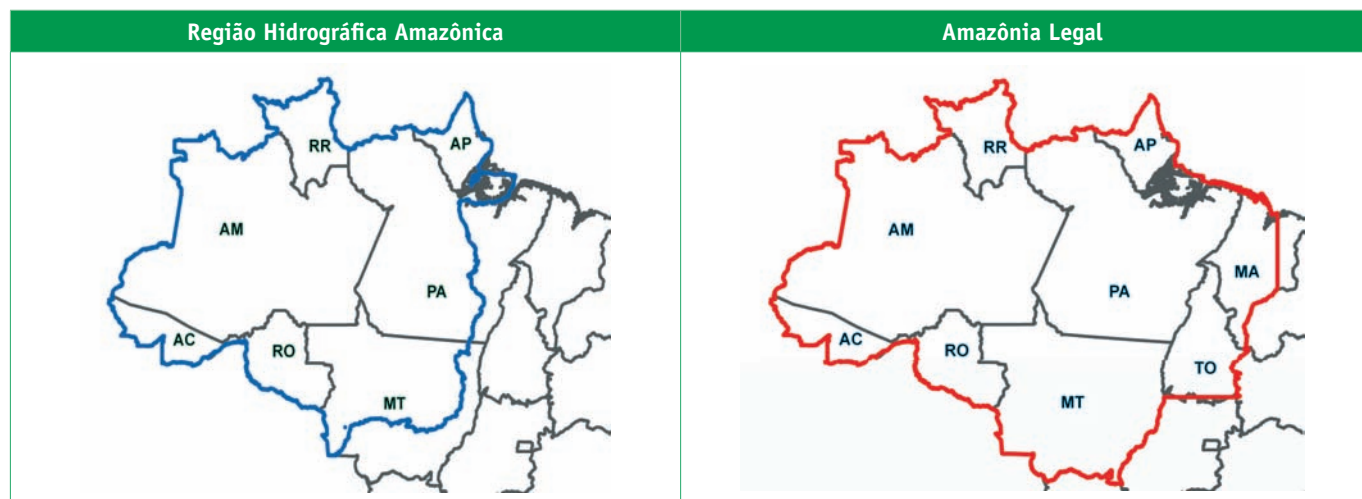 Região Hidrográfica Amazônica
Amazônia Legal
RR
AP
AM
PA
AC
RO
MT
RR
AP
AM
MA
PA
AC
RO
TO
MT